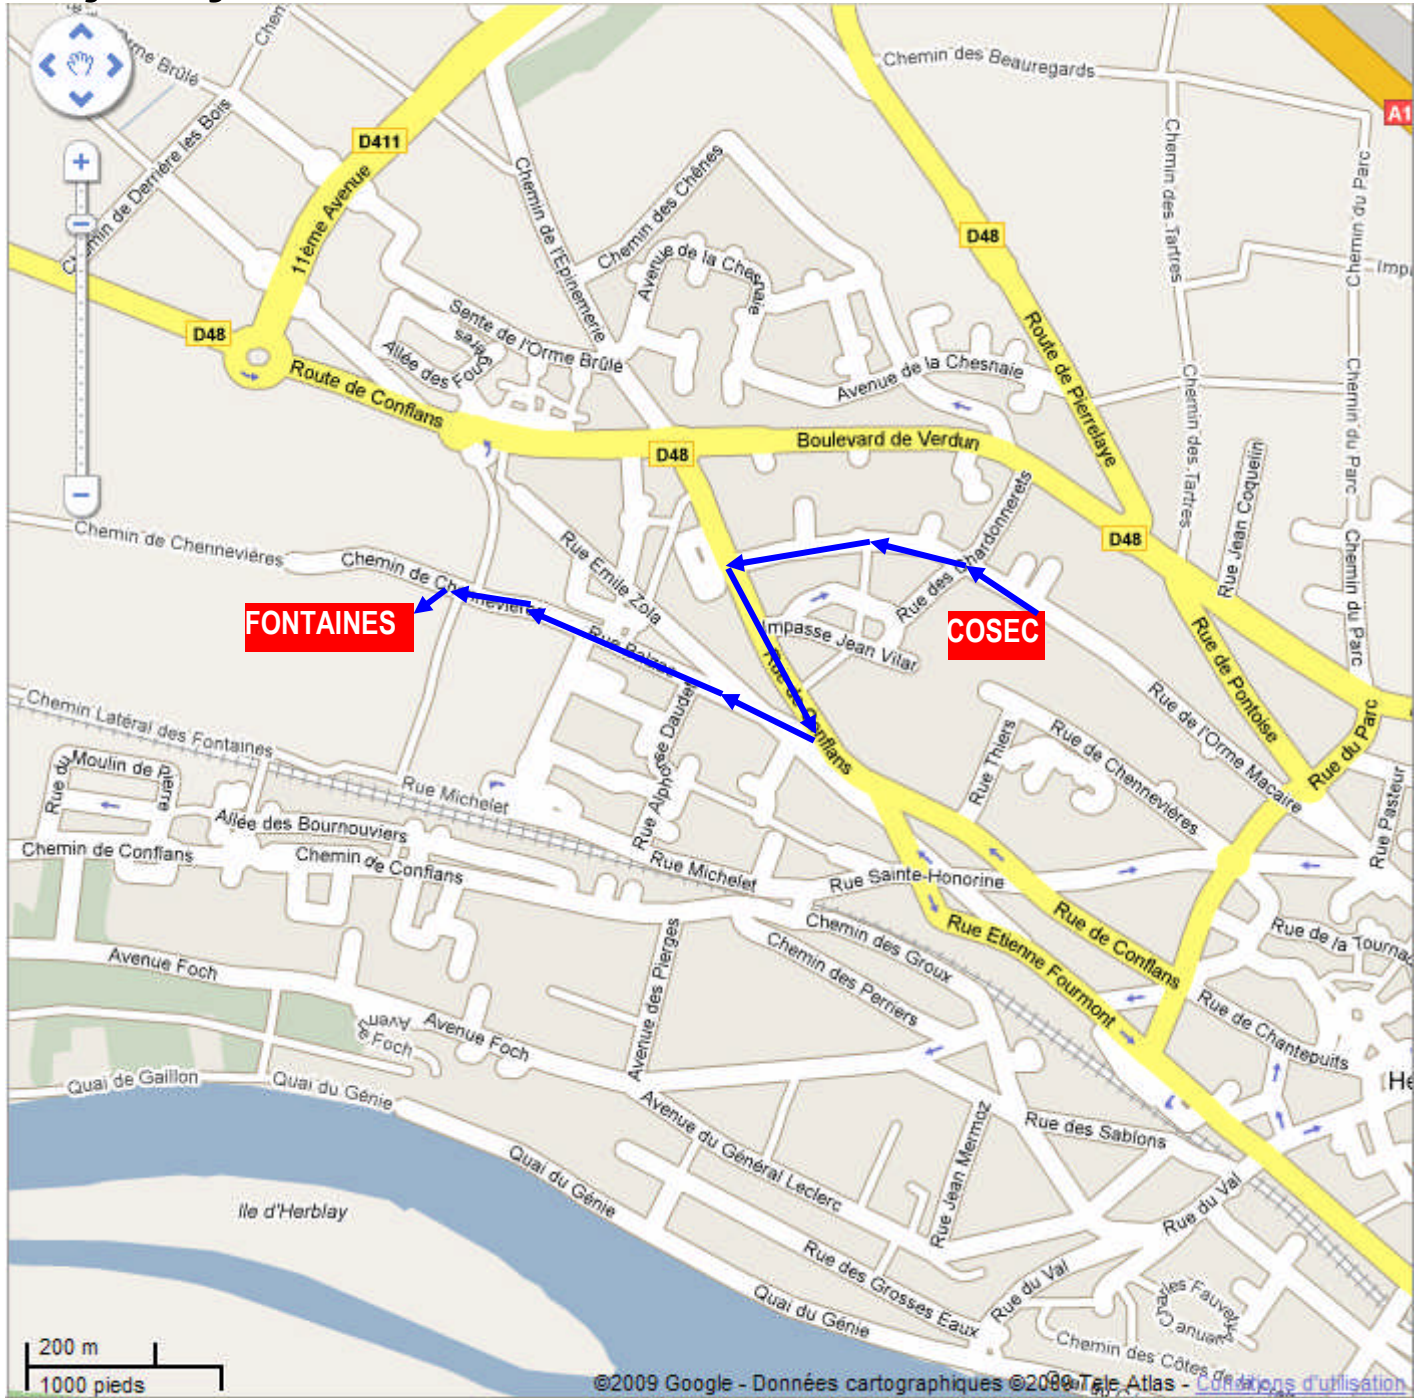 Orme Brûlé
Chemin des Beauregards
A1
D411
Chemin de Derrière les Bois
11ème Avenue
Chemin de l'Epinemerie
Chemin des Chênes
Chemin des Tartres
Chemin du Parc
D48
Avenue de la Chesnaie
Sente de l'Orme Brûlé
D48
Allée des Fougères
Route de Conflans
Route de Pierrelaye
Avenue de la Chesnaie
Chemin des Tartres
Chemin du Parc
Boulevard de Verdun
D48
Rue Jean Coquelin
Rue des Chardonnerets
D48
Chemin de Chennevières
Chemin de Chennevières
Rue Emile Zola
Chemin du Parc
FONTAINES
COSEC
Impasse Jean Vilar
Rue Balzac
Rue de Conflans
Rue de Pontoise
Rue de l'Orme Macaire
Chemin Latéral des Fontaines
Rue Alphonse Daudet
Rue Thiers
Rue de Chennevières
Rue du Parc
Rue du Moulin de Pierre
Rue Michelet
Rue Pasteur
Allée des Bournouviers
Chemin de Conflans
Chemin de Conflans
Rue Michelet
Rue Sainte-Honorine
Rue de Conflans
Rue Etienne Fourmont
Chemin des Groux
Chemin des Perriers
Avenue des Pierges
Avenue Foch
Avenue Foch
Rue de Chantepuits
Quai de Gaillon
Quai du Génie
Avenue du Général Leclerc
Rue Jean Mermoz
Rue des Sablons
Quai du Génie
Ile d'Herblay
Rue du Val
Rue des Grosses Eaux
Rue du Val
Quai du Génie
Chemin des Côtes
200 m
1000 pieds
©2009 Google - Données cartographiques ©2009 Tele Atlas - Conditions d'utilisation